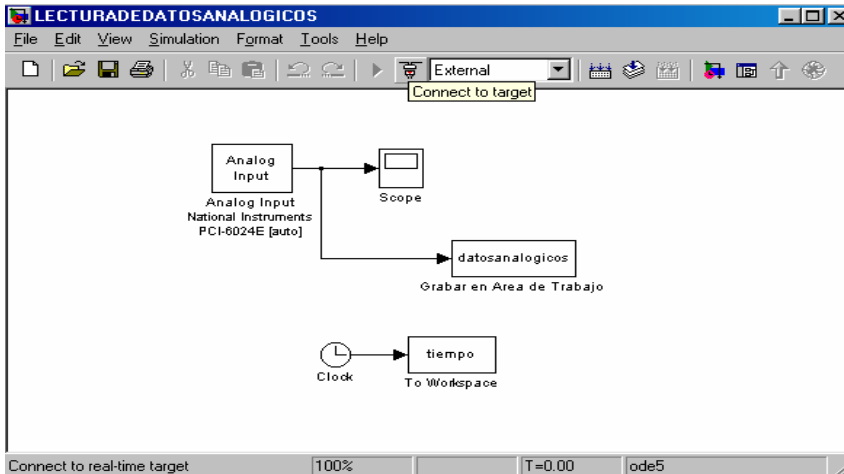 LECTURADEDATOSANALOGICOS
File Edit View Simulation Format Tools Help
External
Connect to target
Analog
Input
Analog Input
National Instruments
PCI-6024E [auto]
Scope
datosanalogicos
Grabar en Area de Trabajo
Clock
tiempo
To Workspace
Connect to real-time target 100% T=0.00 ode5